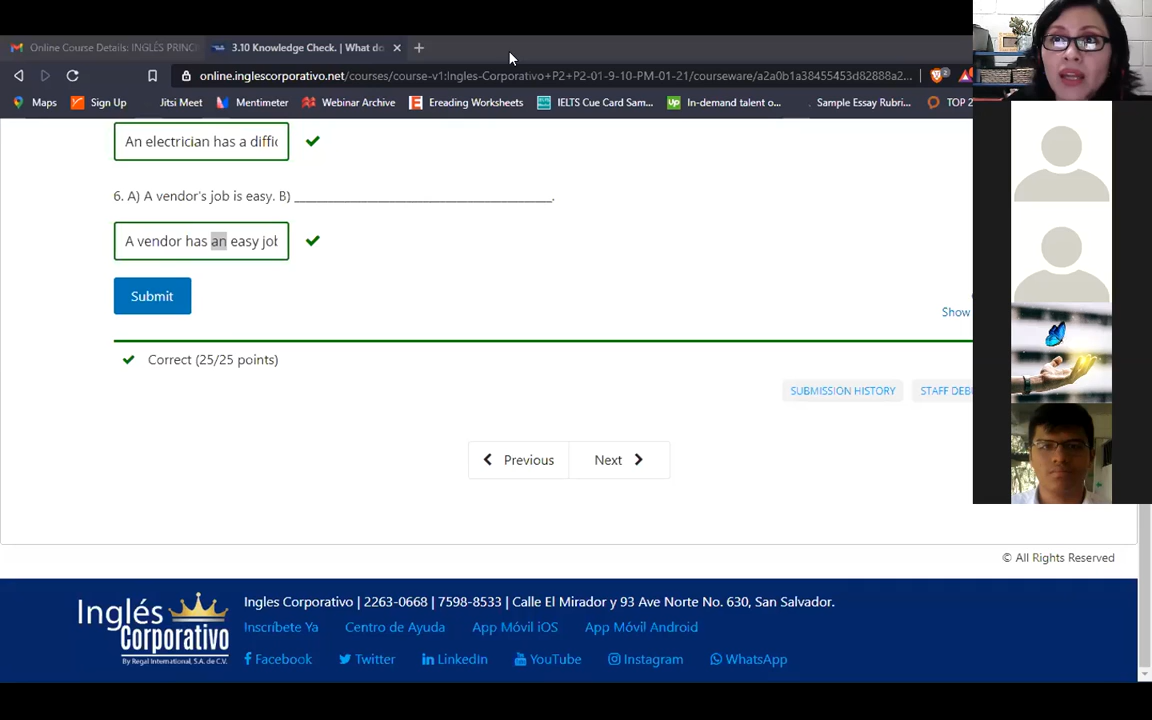 Online Course Details: INGLÉS PRINC
3.10 Knowledge Check. | What do
online.inglescorporativo.net/courses/course-v1:Ingles-Corporativo+P2+P2-01-9-10-PM-01-21/courseware/a2a0b1a38455453d82888a2...
Maps Sign Up Jitsi Meet Mentimeter Webinar Archive Ereading Worksheets IELTS Cue Card Sam... In-demand talent o... Sample Essay Rubri... TOP 2
An electrician has a diffic
6. A) A vendor's job is easy. B) ______________________________________.
A vendor has an easy job
Submit
Show
Correct (25/25 points)
SUBMISSION HISTORY STAFF DEB
Previous Next
© All Rights Reserved
Inglés Corporativo
By Regal International, S.A. de C.V.
Ingles Corporativo | 2263-0668 | 7598-8533 | Calle El Mirador y 93 Ave Norte No. 630, San Salvador.
Inscríbete Ya Centro de Ayuda App Móvil iOS App Móvil Android
Facebook Twitter LinkedIn YouTube Instagram WhatsApp